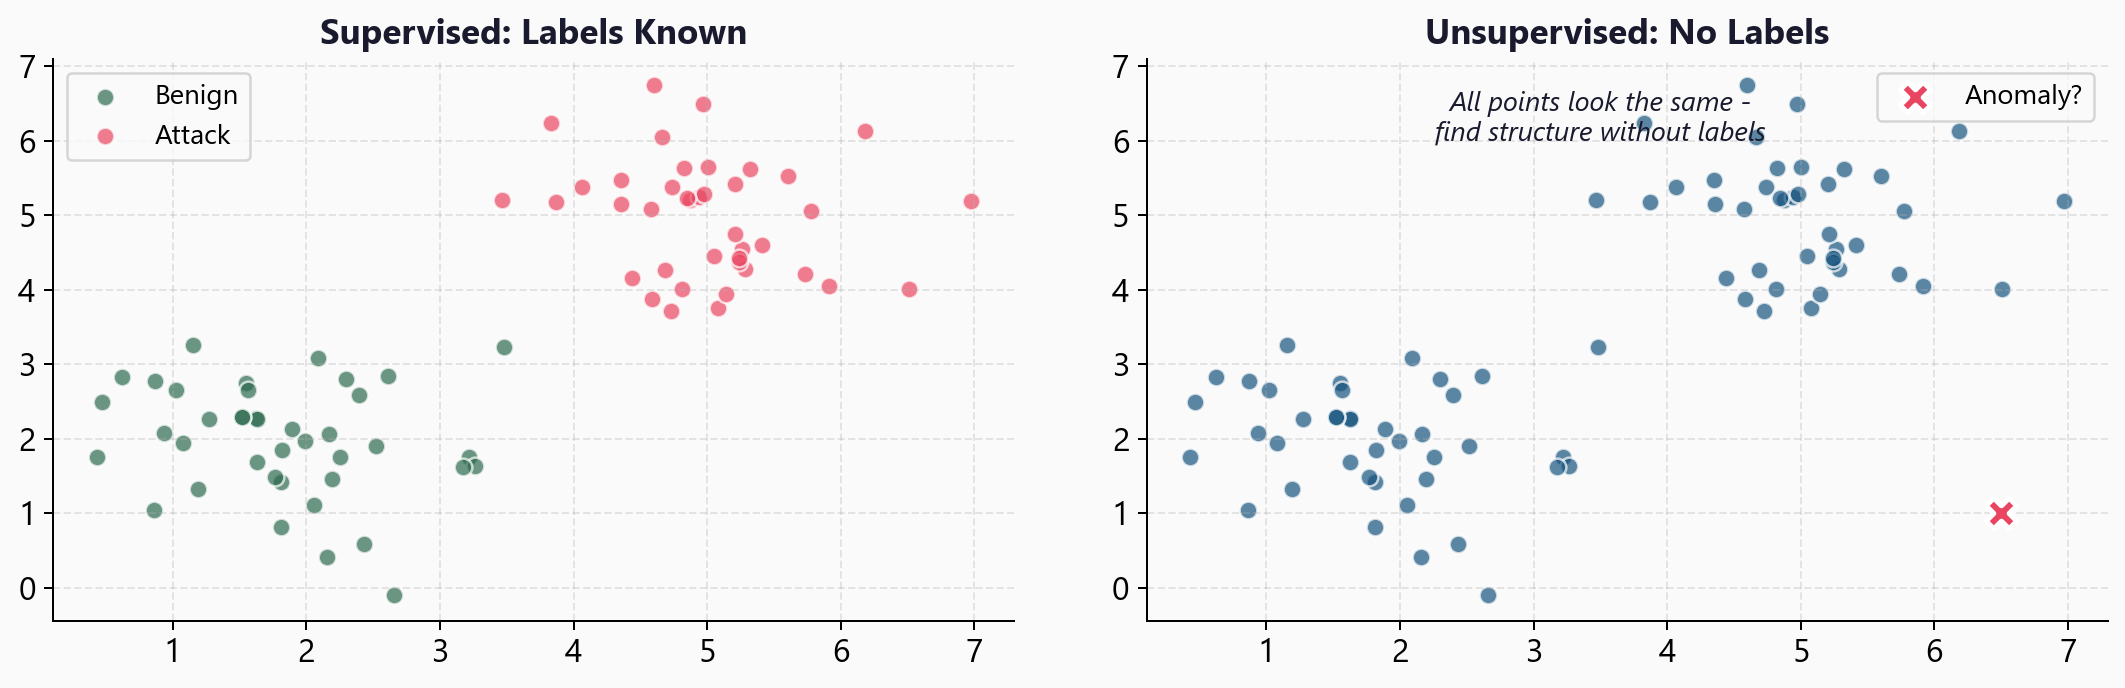 Supervised: Labels Known
Benign
Attack
7
6
5
4
3
2
1
0
1 2 3 4 5 6 7
Unsupervised: No Labels
All points look the same -
find structure without labels
Anomaly?
7
6
5
4
3
2
1
0
1 2 3 4 5 6 7